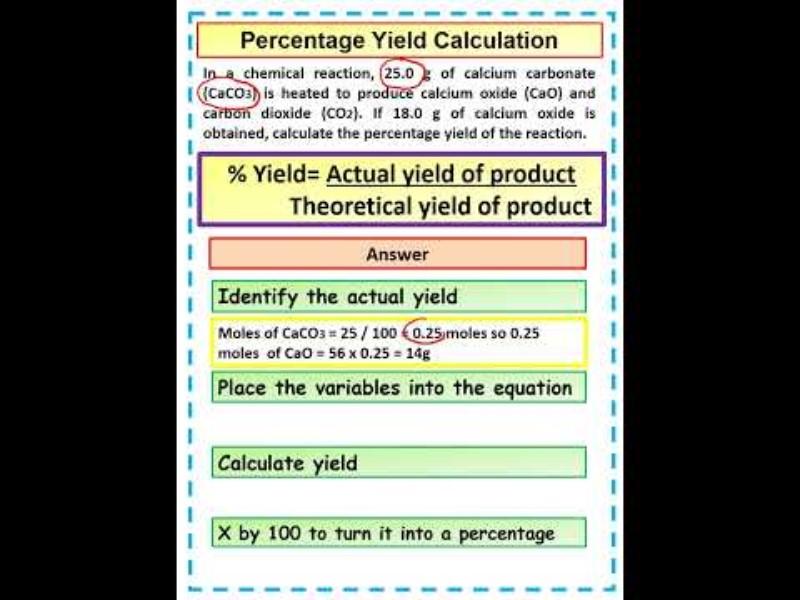 Percentage Yield Calculation
In a chemical reaction, 25.0 g of calcium carbonate
(CaCO3) is heated to produce calcium oxide (CaO) and
carbon dioxide (CO2). If 18.0 g of calcium oxide is
obtained, calculate the percentage yield of the reaction.
% Yield= Actual yield of product
Theoretical yield of product
Answer
Identify the actual yield
Moles of CaCO3 = 25 / 100 = 0.25 moles so 0.25
moles of CaO = 56 x 0.25 = 14g
Place the variables into the equation
Calculate yield
X by 100 to turn it into a percentage